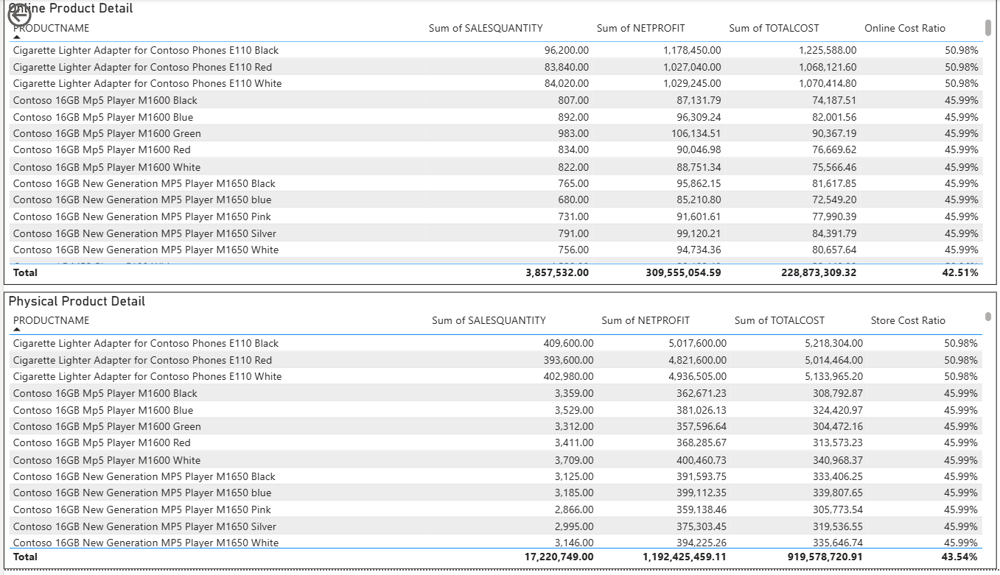 Online Product Detail
PRODUCTNAME Sum of SALESQUANTITY Sum of NETPROFIT Sum of TOTALCOST Online Cost Ratio
Cigarette Lighter Adapter for Contoso Phones E110 Black 96,200.00 1,178,450.00 1,225,588.00 50.98%
Cigarette Lighter Adapter for Contoso Phones E110 Red 83,840.00 1,027,040.00 1,068,121.60 50.98%
Cigarette Lighter Adapter for Contoso Phones E110 White 84,020.00 1,029,245.00 1,070,414.80 50.98%
Contoso 16GB Mp5 Player M1600 Black 807.00 87,131.79 74,187.51 45.99%
Contoso 16GB Mp5 Player M1600 Blue 892.00 96,309.24 82,001.56 45.99%
Contoso 16GB Mp5 Player M1600 Green 983.00 106,134.51 90,367.19 45.99%
Contoso 16GB Mp5 Player M1600 Red 834.00 90,046.98 76,669.62 45.99%
Contoso 16GB Mp5 Player M1600 White 822.00 88,751.34 75,566.46 45.99%
Contoso 16GB New Generation MP5 Player M1650 Black 765.00 95,862.15 81,617.85 45.99%
Contoso 16GB New Generation MP5 Player M1650 blue 680.00 85,210.80 72,549.20 45.99%
Contoso 16GB New Generation MP5 Player M1650 Pink 731.00 91,601.61 77,990.39 45.99%
Contoso 16GB New Generation MP5 Player M1650 Silver 791.00 99,120.21 84,391.79 45.99%
Contoso 16GB New Generation MP5 Player M1650 White 756.00 94,734.36 80,657.64 45.99%
Total 3,857,532.00 309,555,054.59 228,873,309.32 42.51%
Physical Product Detail
PRODUCTNAME Sum of SALESQUANTITY Sum of NETPROFIT Sum of TOTALCOST Store Cost Ratio
Cigarette Lighter Adapter for Contoso Phones E110 Black 409,600.00 5,017,600.00 5,218,304.00 50.98%
Cigarette Lighter Adapter for Contoso Phones E110 Red 393,600.00 4,821,600.00 5,014,464.00 50.98%
Cigarette Lighter Adapter for Contoso Phones E110 White 402,980.00 4,936,505.00 5,133,965.20 50.98%
Contoso 16GB Mp5 Player M1600 Black 3,359.00 362,671.23 308,792.87 45.99%
Contoso 16GB Mp5 Player M1600 Blue 3,529.00 381,026.13 324,420.97 45.99%
Contoso 16GB Mp5 Player M1600 Green 3,312.00 357,596.64 304,472.16 45.99%
Contoso 16GB Mp5 Player M1600 Red 3,411.00 368,285.67 313,573.23 45.99%
Contoso 16GB Mp5 Player M1600 White 3,709.00 400,460.73 340,968.37 45.99%
Contoso 16GB New Generation MP5 Player M1650 Black 3,125.00 391,593.75 333,406.25 45.99%
Contoso 16GB New Generation MP5 Player M1650 blue 3,185.00 399,112.35 339,807.65 45.99%
Contoso 16GB New Generation MP5 Player M1650 Pink 2,866.00 359,138.46 305,773.54 45.99%
Contoso 16GB New Generation MP5 Player M1650 Silver 2,995.00 375,303.45 319,536.55 45.99%
Contoso 16GB New Generation MP5 Player M1650 White 3,146.00 394,225.26 335,646.74 45.99%
Total 17,220,749.00 1,192,425,459.11 919,578,720.91 43.54%